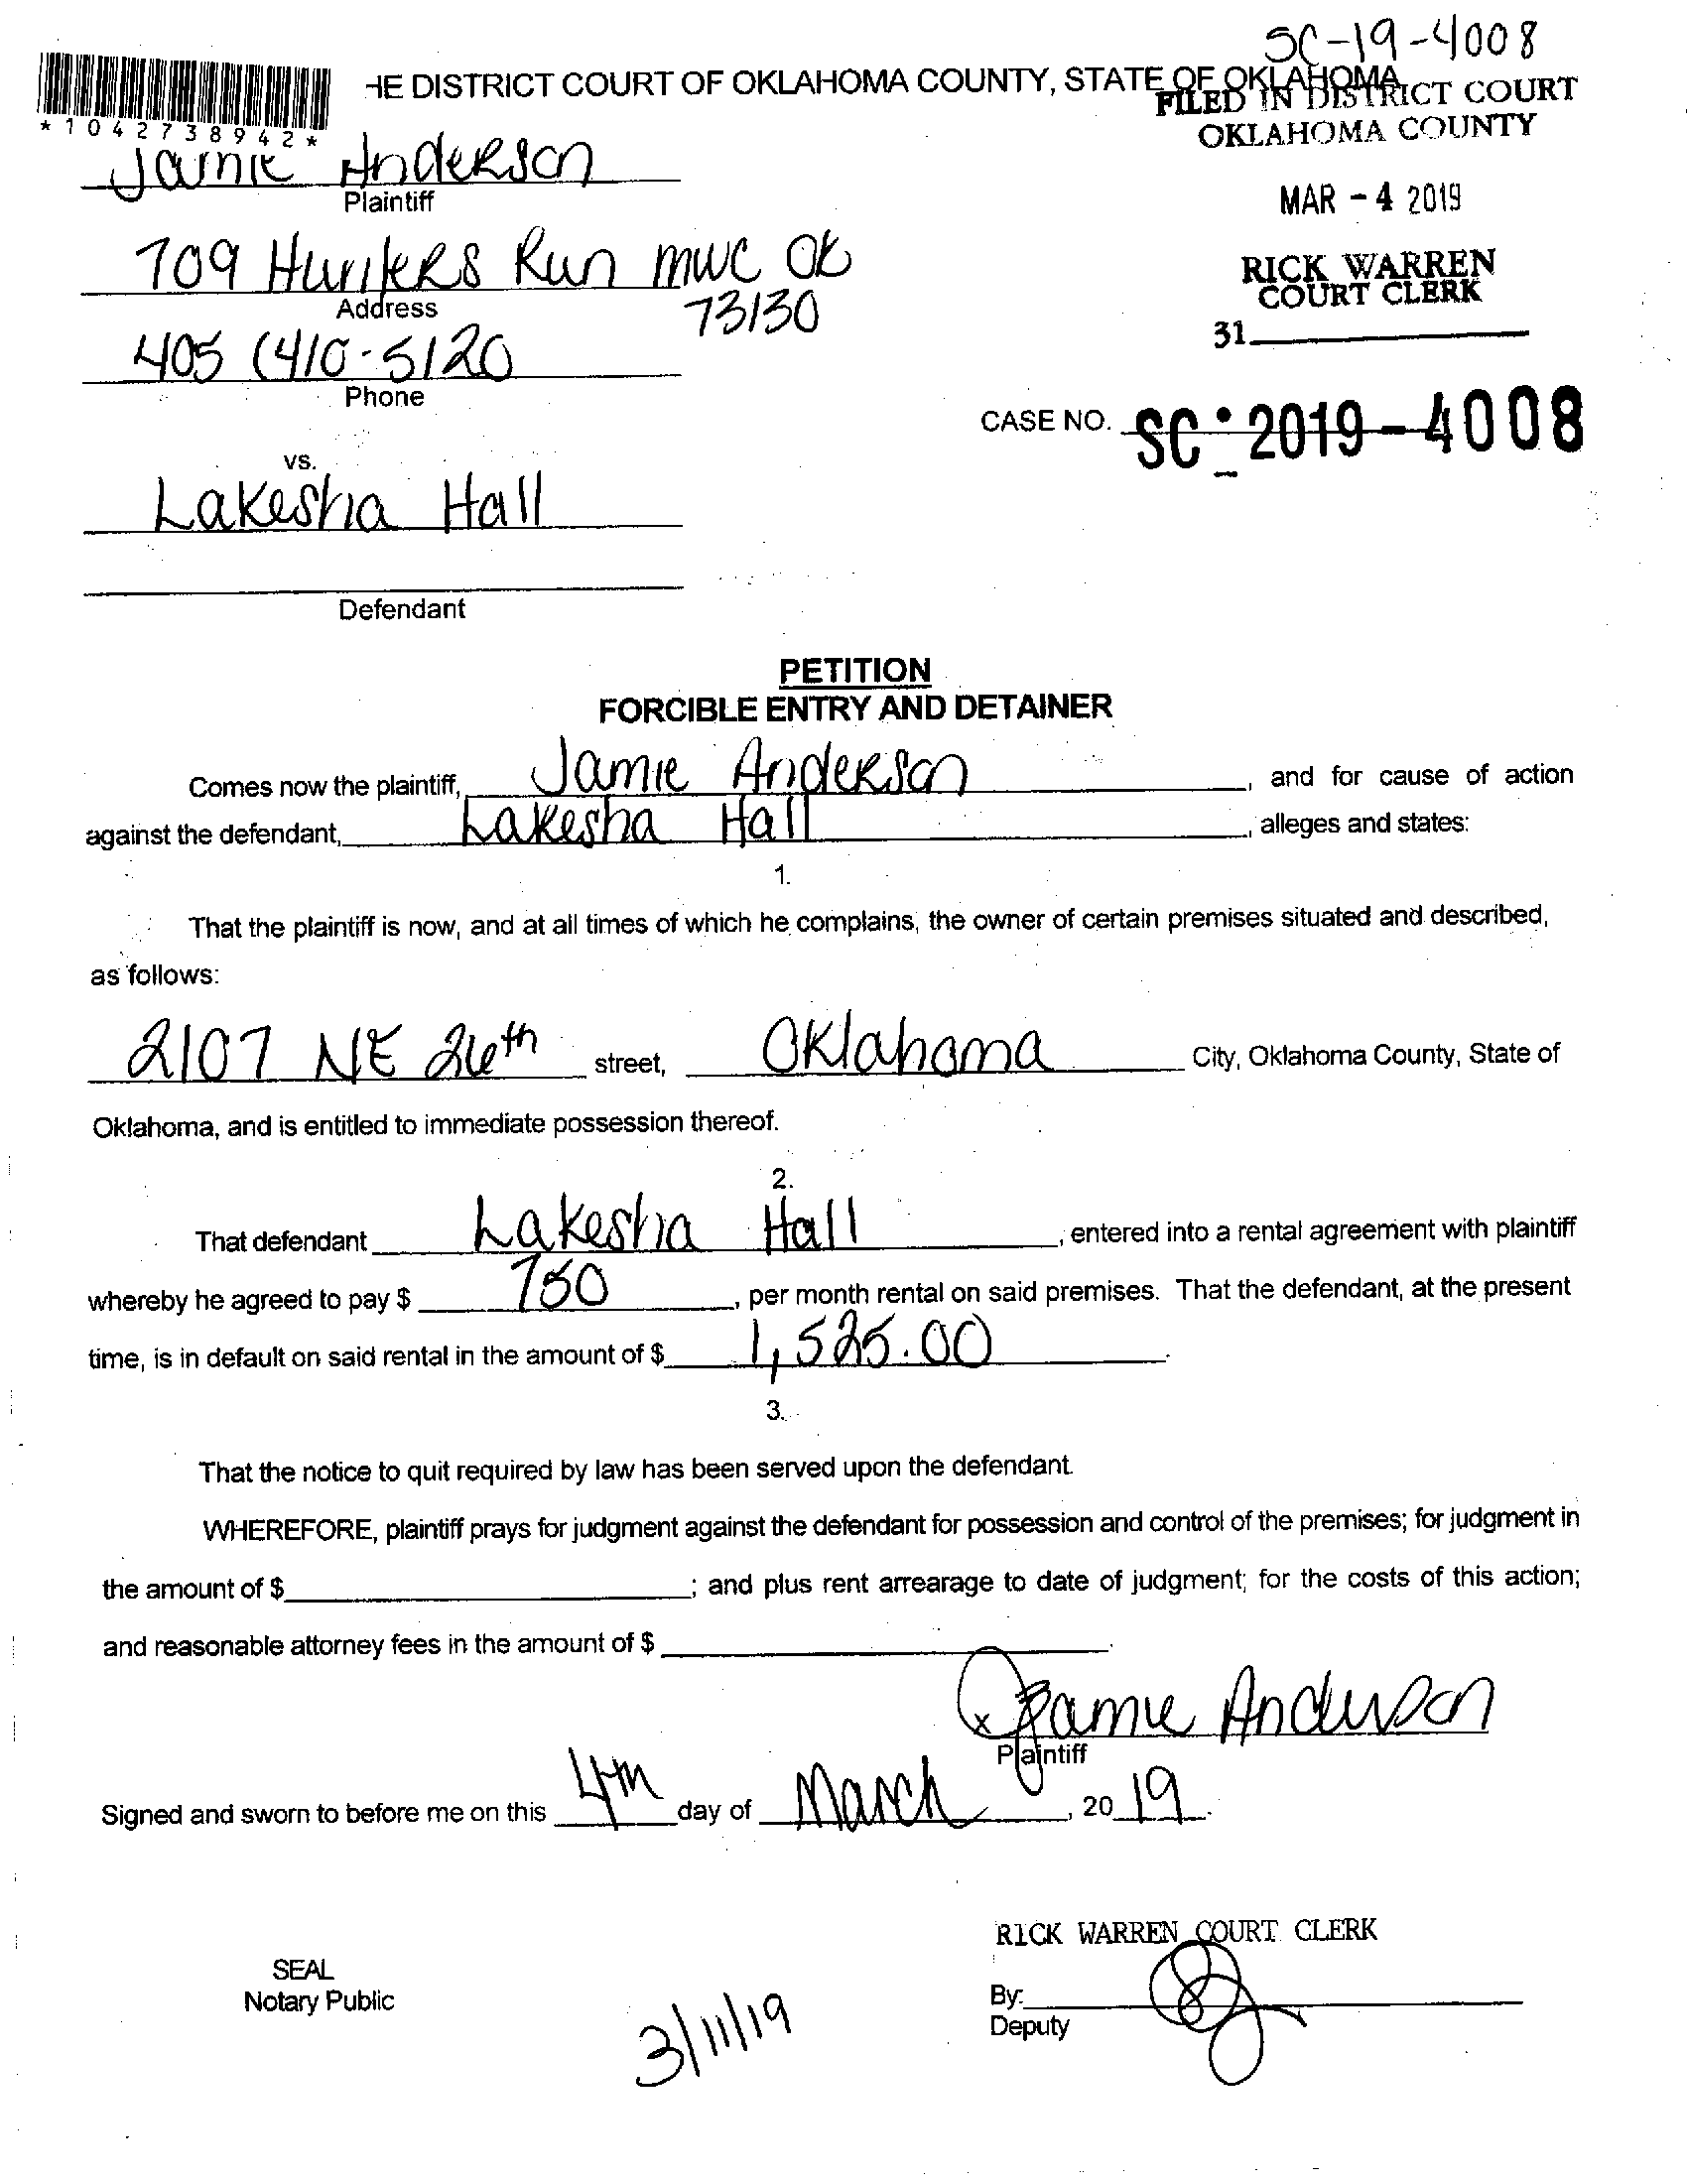 SC-19-4008
HE DISTRICT COURT OF OKLAHOMA COUNTY, STATE OF OKLAHOMA
FILED IN DISTRICT COURT
OKLAHOMA COUNTY
*1042738942*
Jamie Anderson
Plaintiff
MAR - 4 2019
709 Hunters Run MWC OK
Address
73130
RICK WARREN
COURT CLERK
31
405 (410-5120
Phone
CASE NO. SC 2019-4008
vs.
Lakesha Hall
Defendant
PETITION
FORCIBLE ENTRY AND DETAINER
Comes now the plaintiff, Jamie Anderson, and for cause of action
against the defendant, Lakesha Hall, alleges and states:
1.
That the plaintiff is now, and at all times of which he complains, the owner of certain premises situated and described,
as follows:
2107 NE 26th street, Oklahoma City, Oklahoma County, State of
Oklahoma, and is entitled to immediate possession thereof.
2.
That defendant Lakesha Hall, entered into a rental agreement with plaintiff
whereby he agreed to pay $ 750, per month rental on said premises. That the defendant, at the present
time, is in default on said rental in the amount of $ 1,525.00.
3.
That the notice to quit required by law has been served upon the defendant.
WHEREFORE, plaintiff prays for judgment against the defendant for possession and control of the premises; for judgment in
the amount of $ ; and plus rent arrearage to date of judgment; for the costs of this action;
and reasonable attorney fees in the amount of $ .
x Jamie Anderson
Plaintiff
Signed and sworn to before me on this 4th day of March, 2019.
RICK WARREN COURT CLERK
SEAL
Notary Public
By:
Deputy
3/11/19